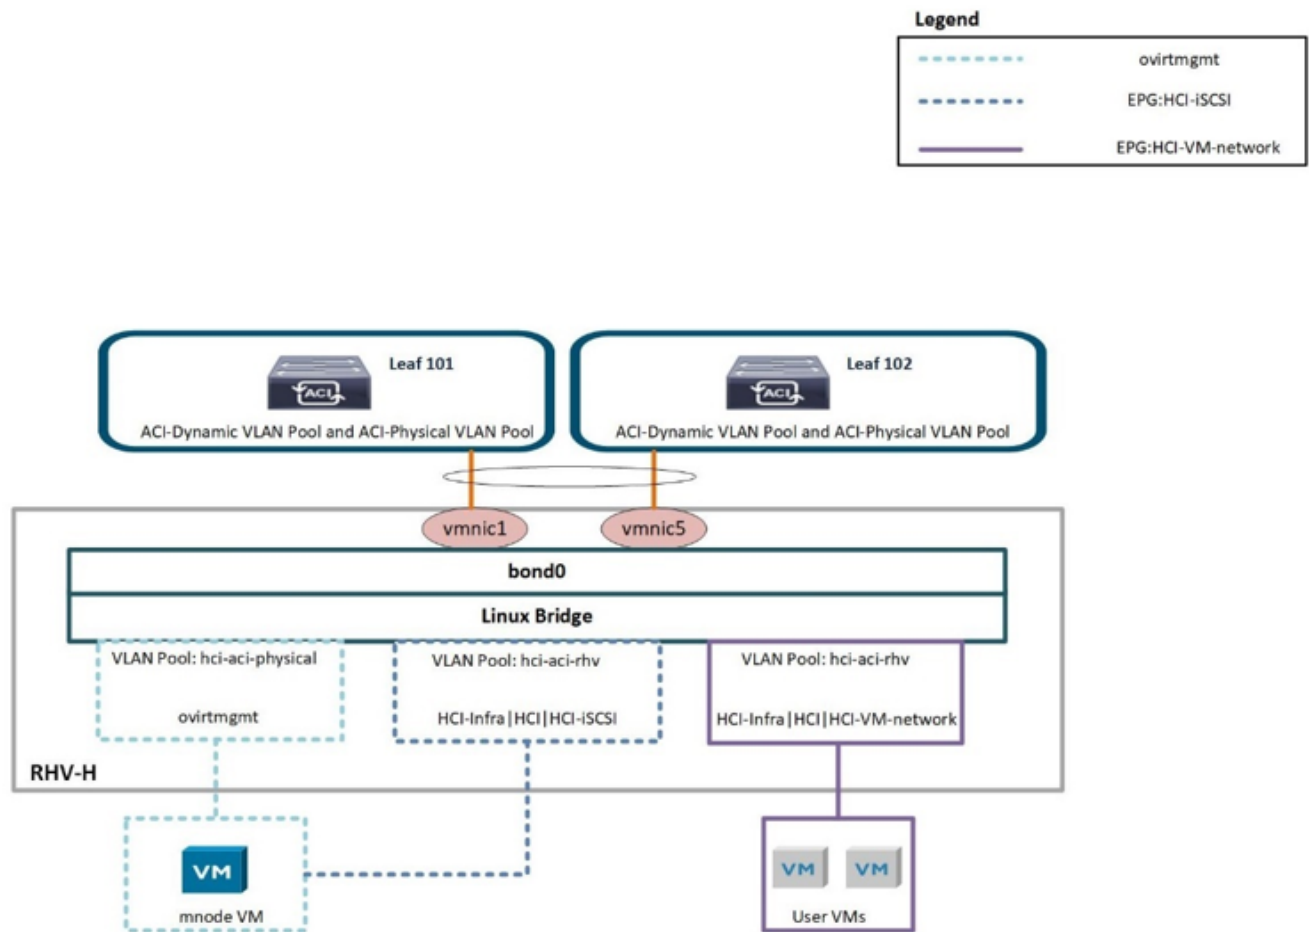 Legend
ovirtmgmt
EPG:HCI-iSCSI
EPG:HCI-VM-network
Leaf 101
ACI
ACI-Dynamic VLAN Pool and ACI-Physical VLAN Pool
Leaf 102
ACI
ACI-Dynamic VLAN Pool and ACI-Physical VLAN Pool
vmnic1
vmnic5
bond0
Linux Bridge
VLAN Pool: hci-aci-physical
ovirtmgmt
VLAN Pool: hci-aci-rhv
HCI-Infra|HCI|HCI-iSCSI
VLAN Pool: hci-aci-rhv
HCI-Infra|HCI|HCI-VM-network
RHV-H
VM
mnode VM
VM
VM
User VMs